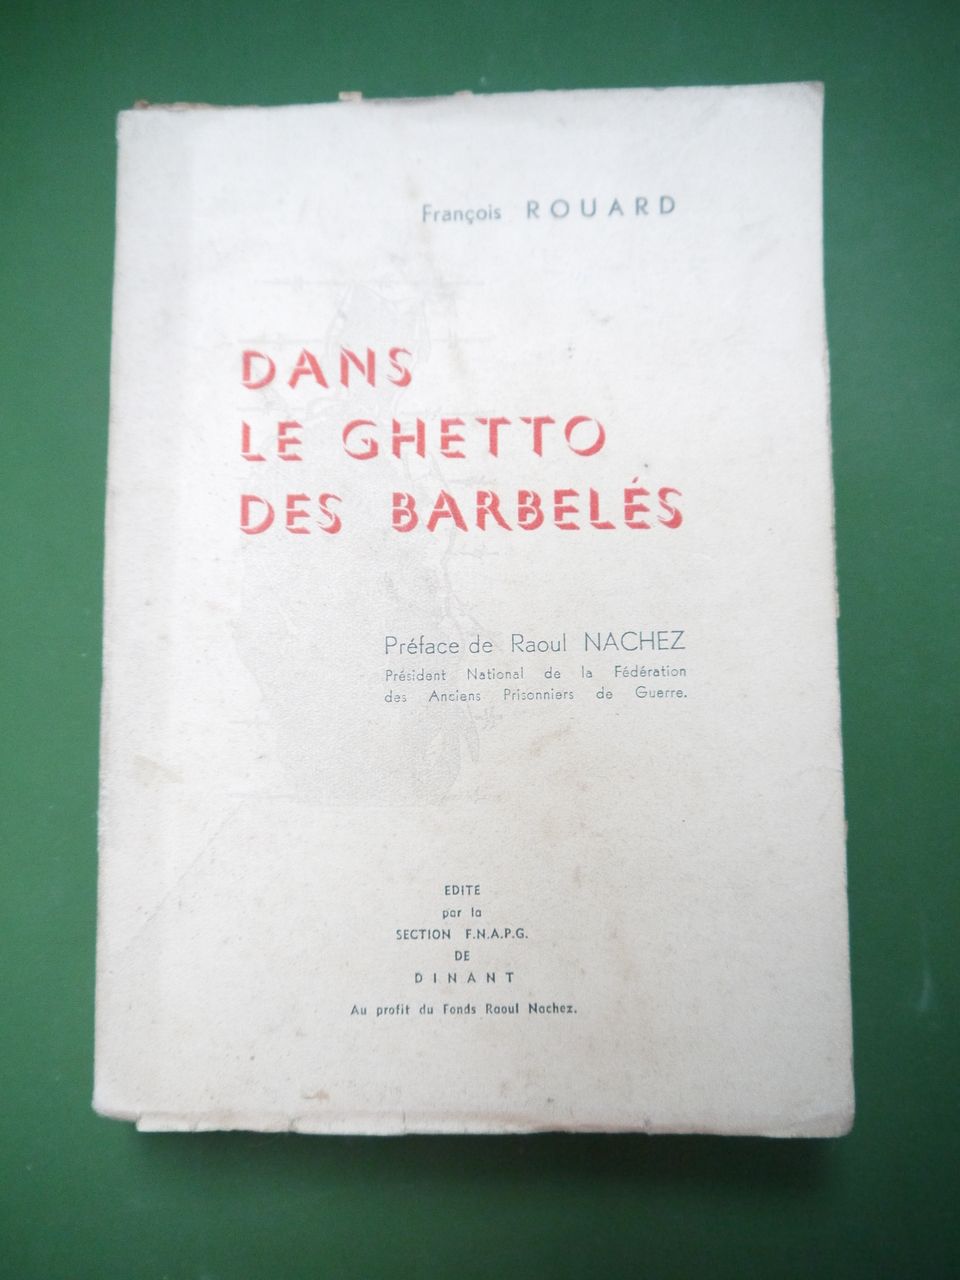 François ROUARD
DANS
LE GHETTO
DES BARBELÉS
Préface de Raoul NACHEZ
Président National de la Fédération
des Anciens Prisonniers de Guerre.
EDITE
par la
SECTION F.N.A.P.G.
DE
DINANT
Au profit du Fonds Raoul Nachez.